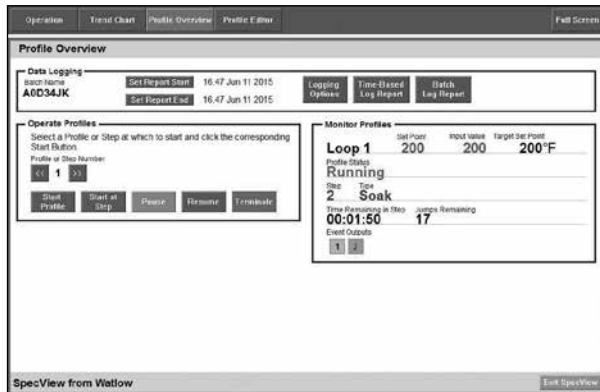 Operation Trend Chart Profile Overview Profile Editor Full Screen
Profile Overview
Data Logging
Batch Name
A0D34JK
Set Report Start 16.47 Jun 11 2015
Set Report End 16.47 Jun 11 2015
Logging Options
Time-Based Log Report
Batch Log Report
Operate Profiles
Select a Profile or Step at which to start and click the corresponding
Start Button.
Profile or Step Number
<< 1 >>
Start Profile
Start at Step
Pause
Resume
Terminate
Monitor Profiles
Set Point Input Value Target Set Point
Loop 1 200 200 200°F
Profile Status
Running
Step Type
2 Soak
Time Remaining in Step Jumps Remaining
00:01:50 17
Event Outputs
1 2
SpecView from Watlow
Exit SpecView